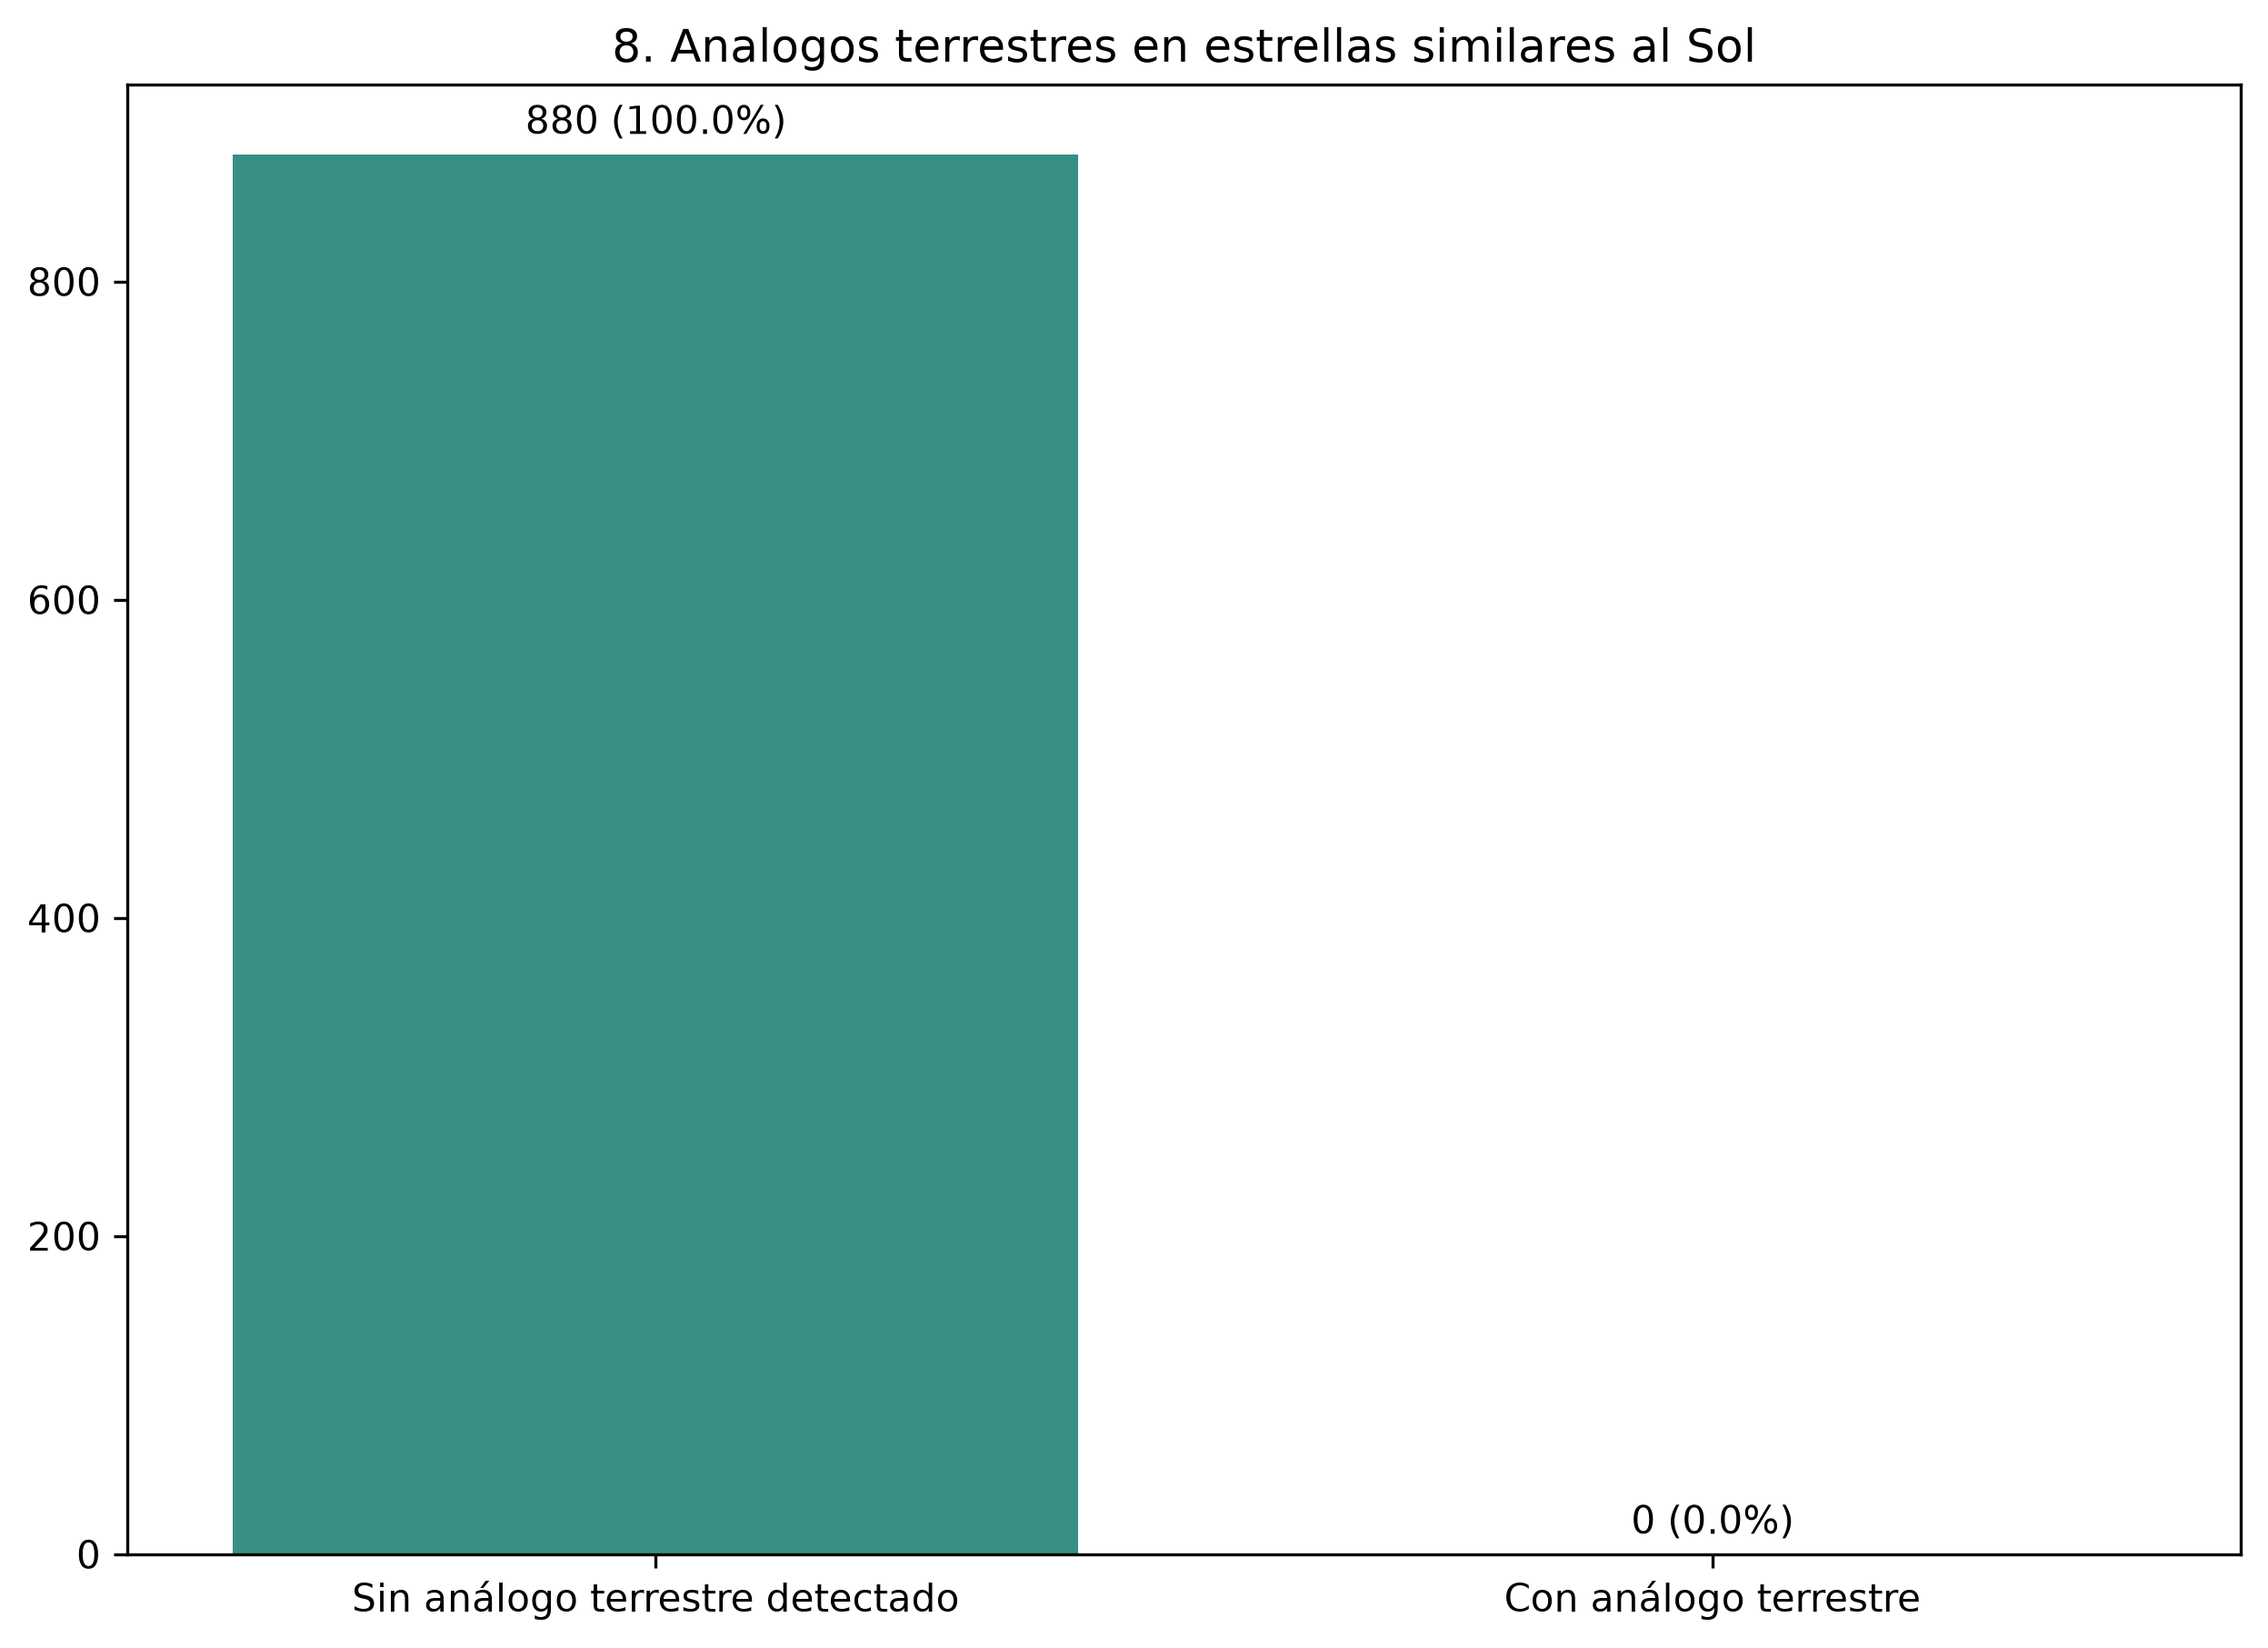 8. Analogos terrestres en estrellas similares al Sol
880 (100.0%)
800
600
400
200
0
0 (0.0%)
Sin análogo terrestre detectado
Con análogo terrestre